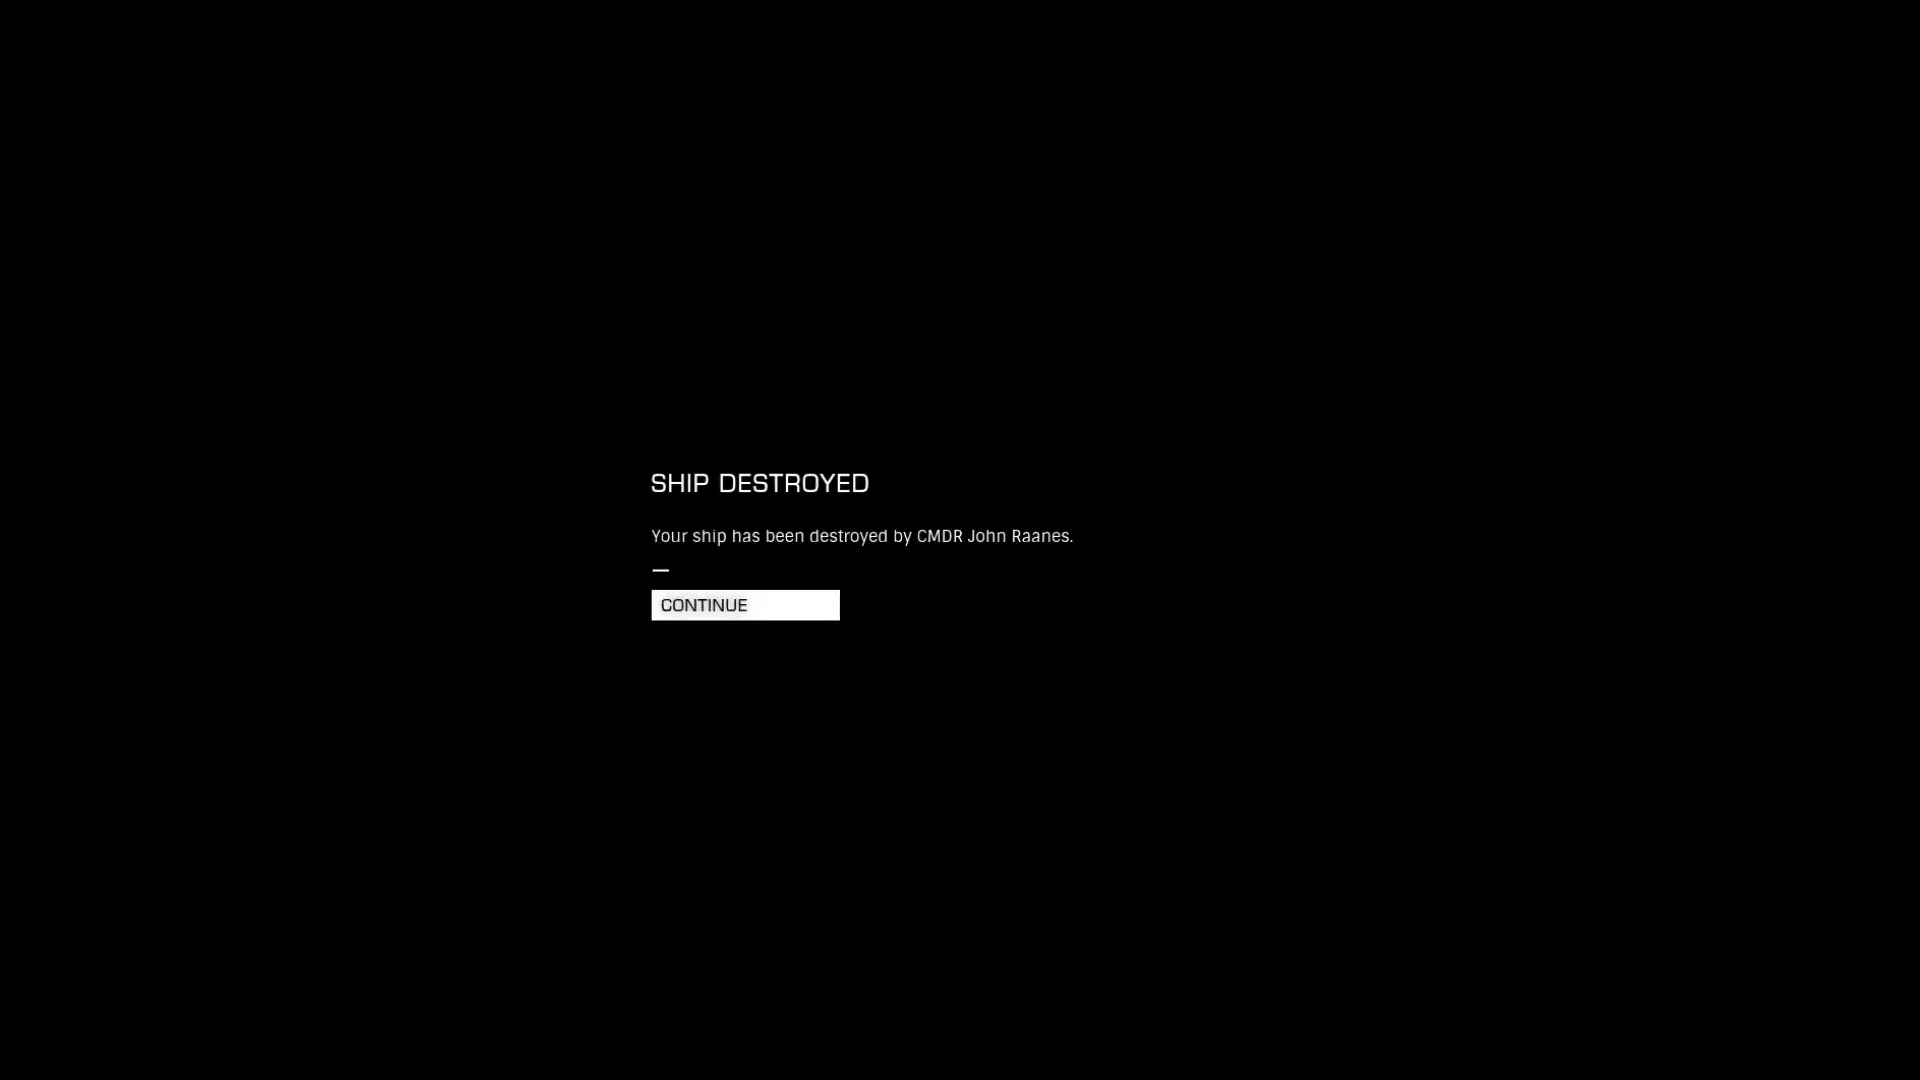 SHIP DESTROYED
Your ship has been destroyed by CMDR John Raanes.
CONTINUE